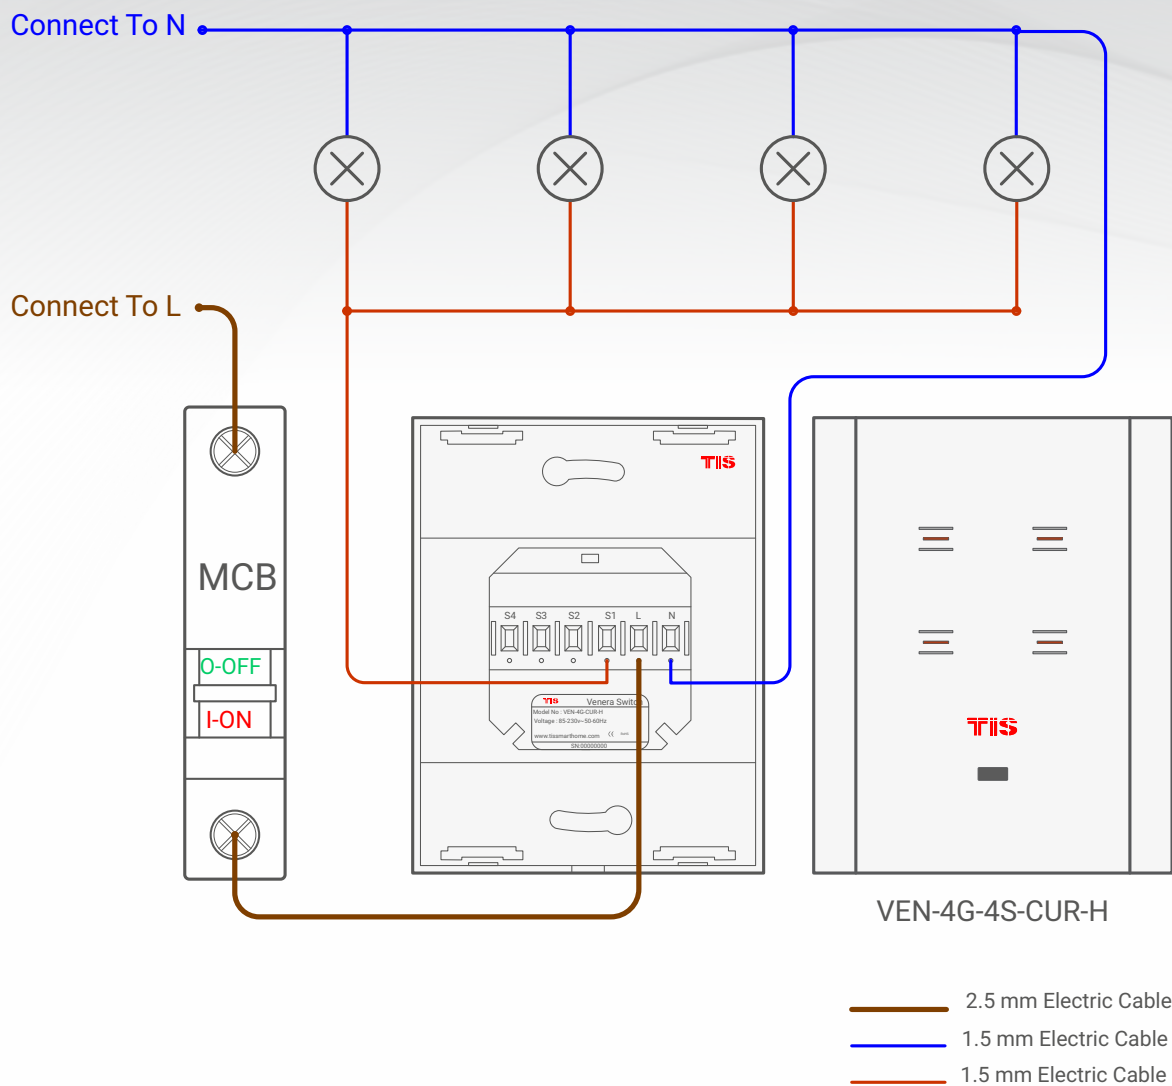 Connect To N
Connect To L
TIS
MCB
S4 S3 S2 S1 L N
O-OFF
I-ON
TIS Venera Switch
Model No : VEN-4G-CUR-H
Voltage : 85-230v~50-60Hz
www.tissmarthome.com
SN:00000000
TIS
VEN-4G-4S-CUR-H
2.5 mm Electric Cable
1.5 mm Electric Cable
1.5 mm Electric Cable